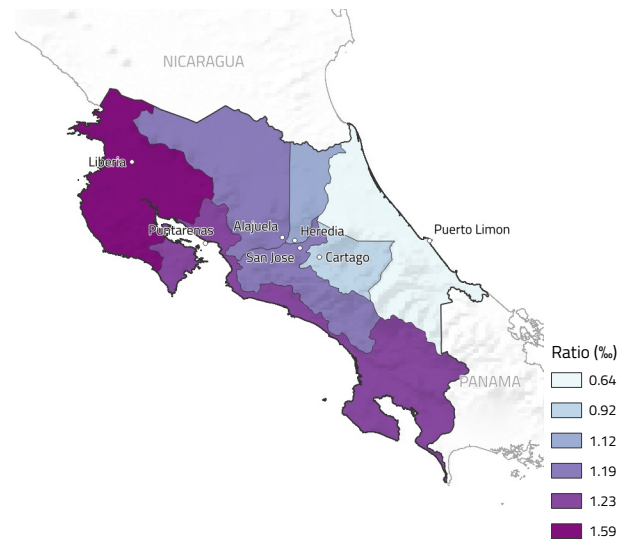 NICARAGUA
Liberia
Puntarenas
Alajuela
Heredia
Puerto Limon
San Jose
Cartago
PANAMA
Ratio (‰)
0.64
0.92
1.12
1.19
1.23
1.59